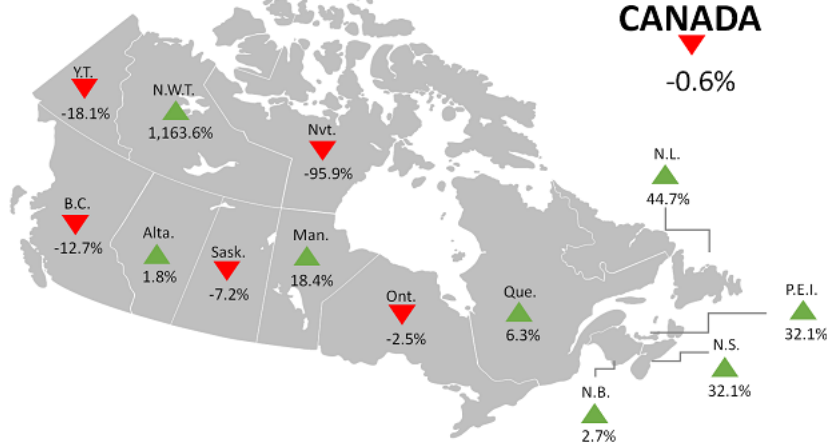 CANADA
-0.6%
Y.T.
-18.1%
N.W.T.
1,163.6%
Nvt.
-95.9%
N.L.
44.7%
B.C.
-12.7%
Alta.
1.8%
Sask.
-7.2%
Man.
18.4%
Ont.
-2.5%
Que.
6.3%
P.E.I.
32.1%
N.S.
32.1%
N.B.
2.7%